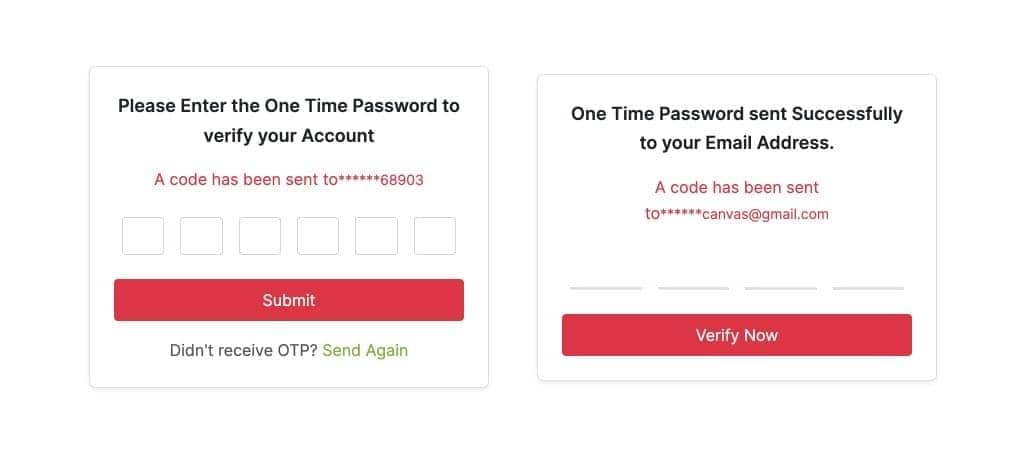 Please Enter the One Time Password to
verify your Account
A code has been sent to******68903
Submit
Didn't receive OTP? Send Again
One Time Password sent Successfully
to your Email Address.
A code has been sent
to******canvas@gmail.com
Verify Now